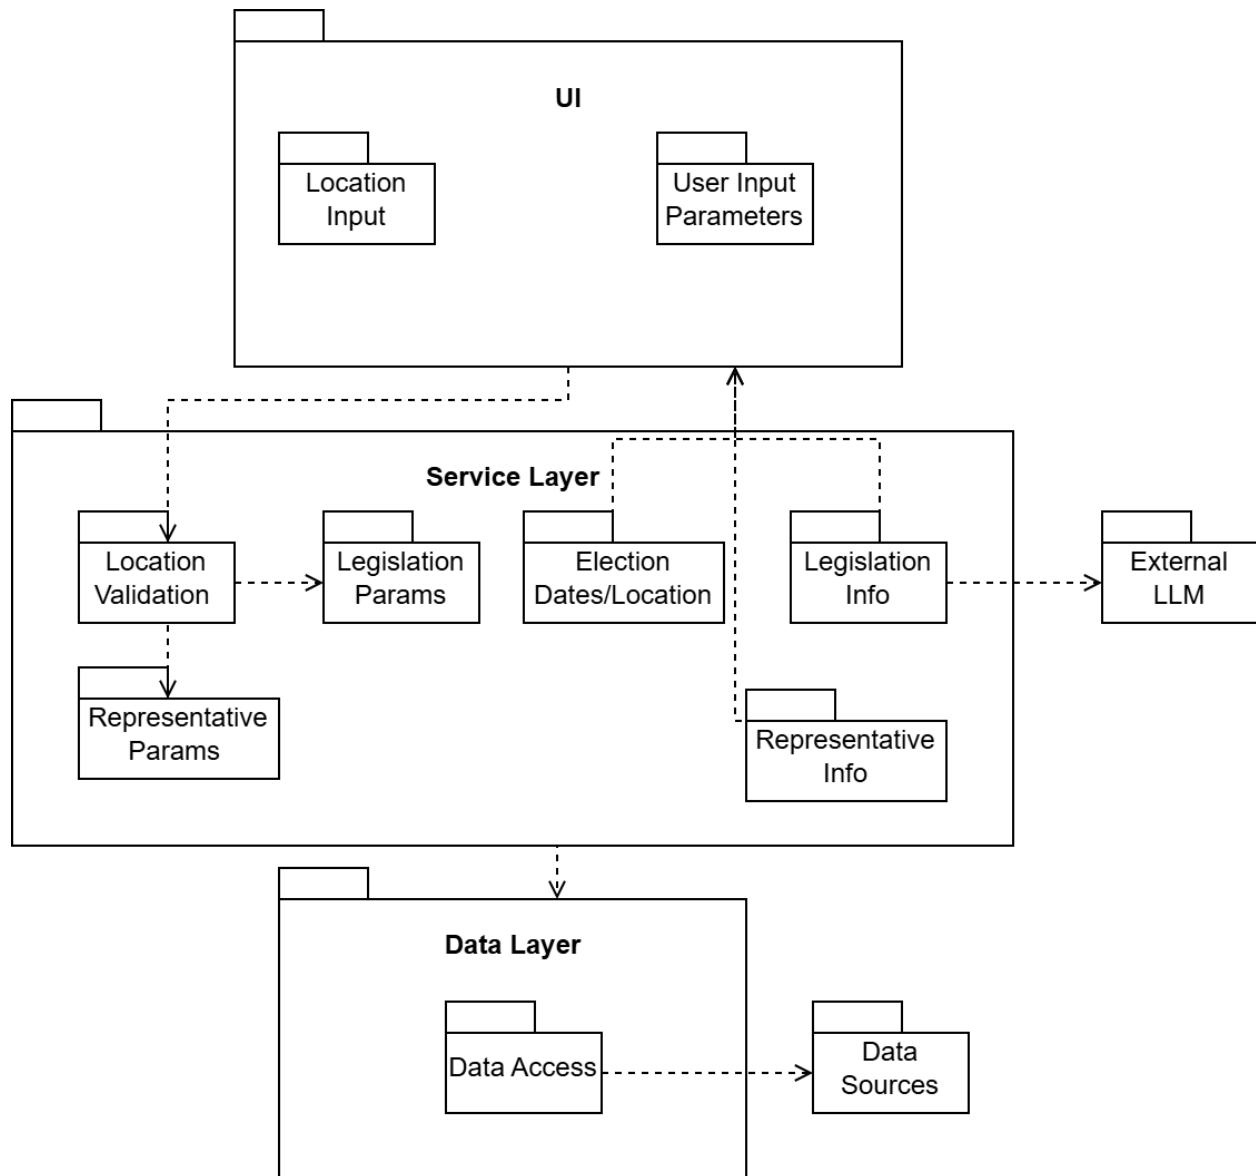 UI
Location
Input
User Input
Parameters
Service Layer
Location
Validation
Legislation
Params
Election
Dates/Location
Legislation
Info
External
LLM
Representative
Params
Representative
Info
Data Layer
Data Access
Data
Sources